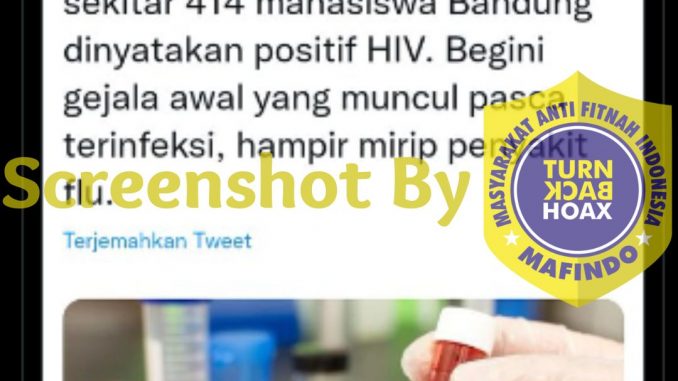 sekitar 414 mahasiswa Bandung
dinyatakan positif HIV. Begini
gejala awal yang muncul pasca
terinfeksi, hampir mirip penyakit
flu.
Screenshot By
Terjemahkan Tweet
MASYARAKAT ANTI FITNAH INDONESIA
TURN
BACK
HOAX
MAFINDO